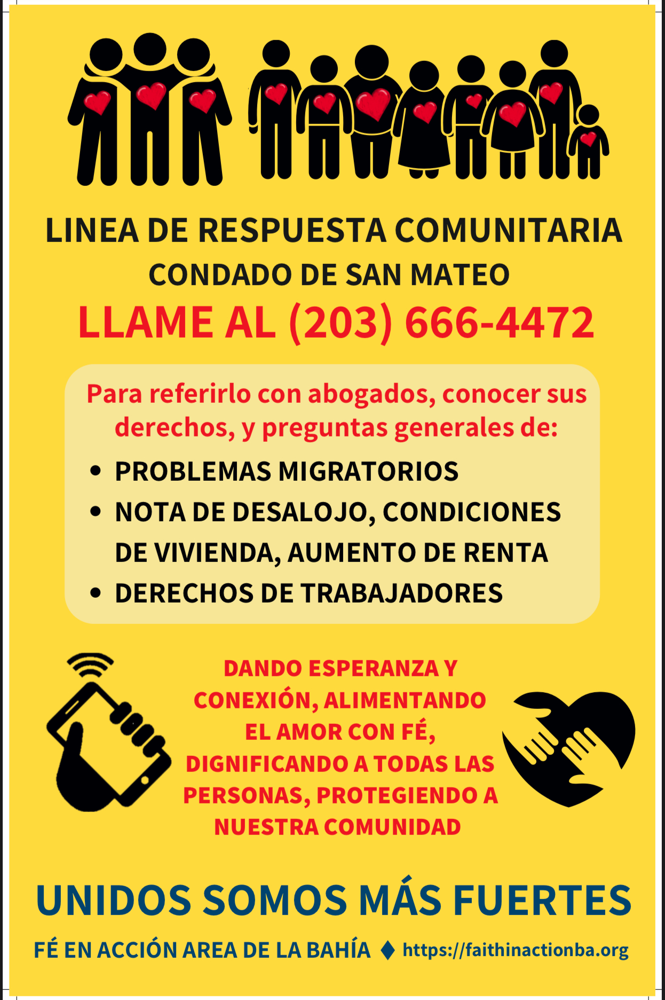 LINEA DE RESPUESTA COMUNITARIA
CONDADO DE SAN MATEO
LLAME AL (203) 666-4472
Para referirlo con abogados, conocer sus
derechos, y preguntas generales de:
• PROBLEMAS MIGRATORIOS
• NOTA DE DESALOJO, CONDICIONES
DE VIVIENDA, AUMENTO DE RENTA
• DERECHOS DE TRABAJADORES
DANDO ESPERANZA Y
CONEXIÓN, ALIMENTANDO
EL AMOR CON FÉ,
DIGNIFICANDO A TODAS LAS
PERSONAS, PROTEGIENDO A
NUESTRA COMUNIDAD
UNIDOS SOMOS MÁS FUERTES
FÉ EN ACCIÓN AREA DE LA BAHÍA ♦ https://faithinactionba.org